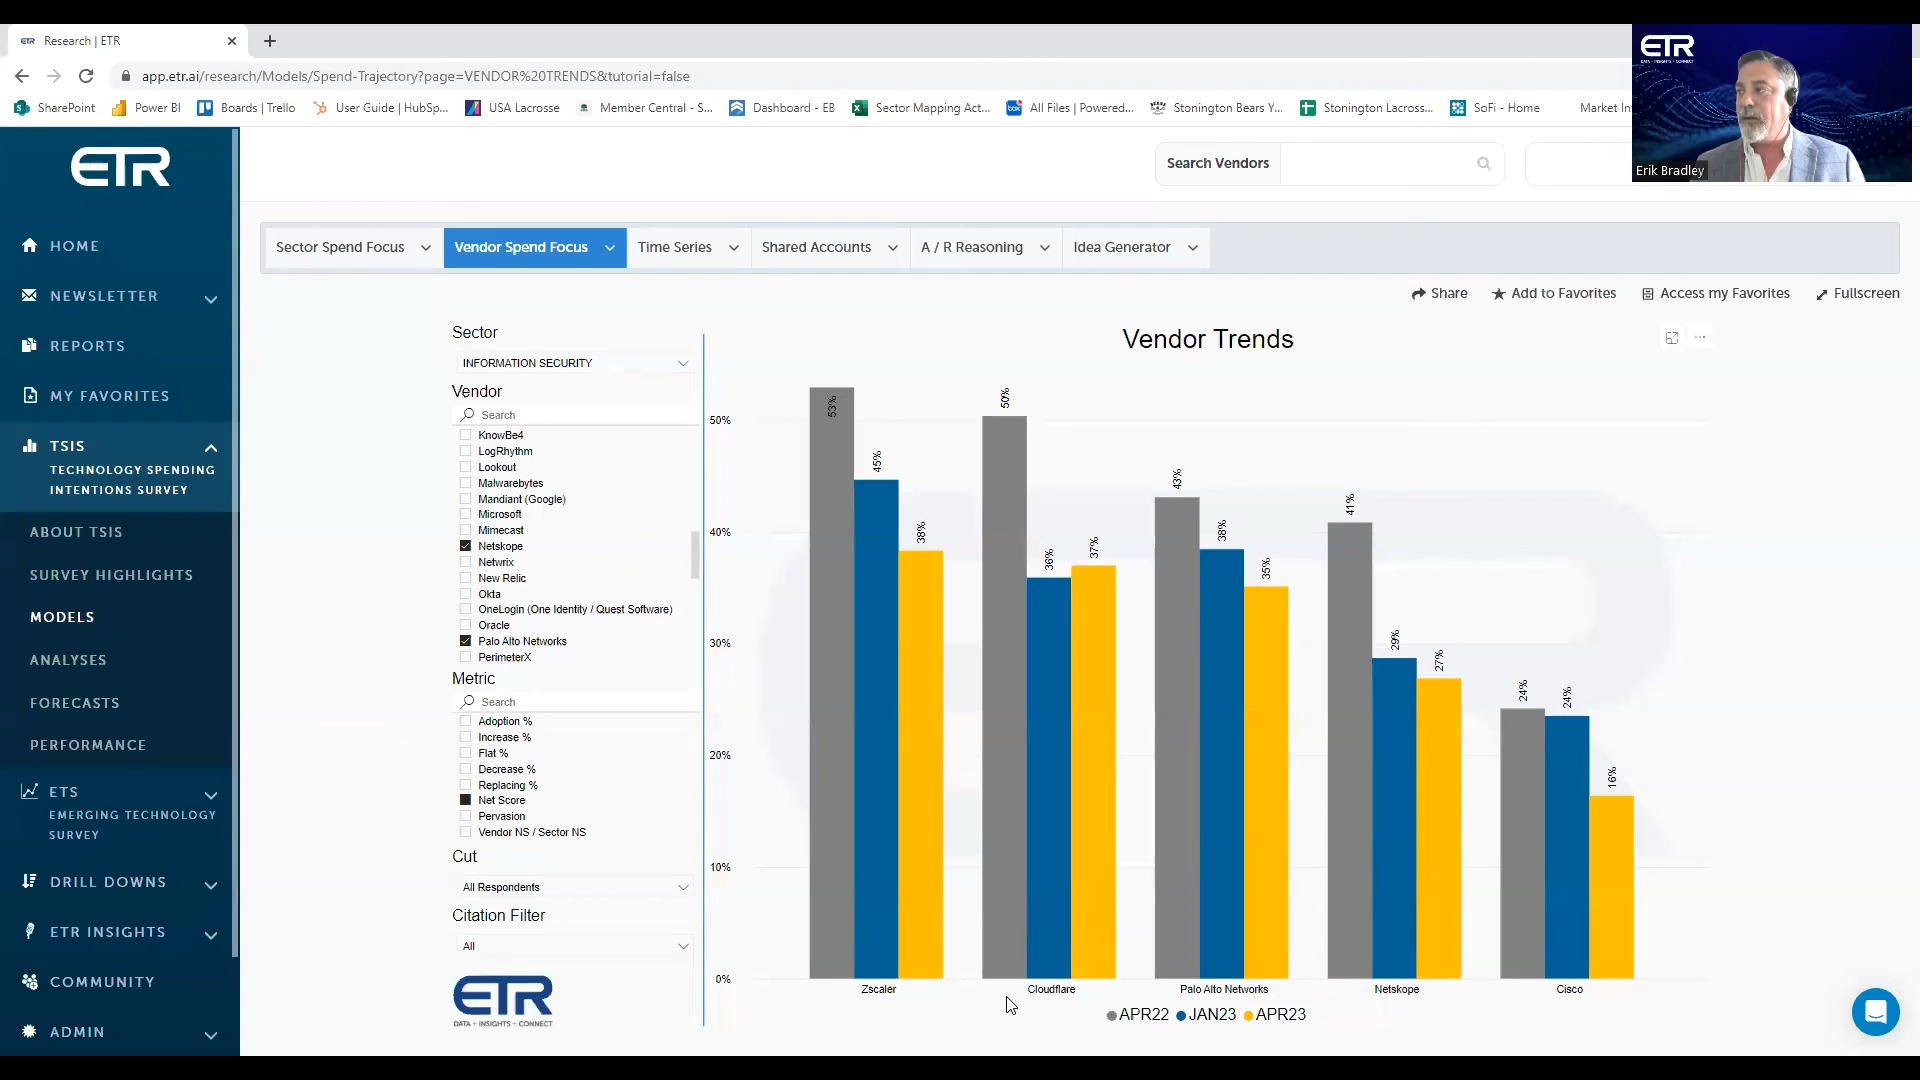 ETR Research | ETR
app.etr.ai/research/Models/Spend-Trajectory?page=VENDOR%20TRENDS&tutorial=false
SharePoint Power BI Boards | Trello User Guide | HubSp... USA Lacrosse Member Central - S... Dashboard - EB Sector Mapping Act... box All Files | Powered... Stonington Bears Y... Stonington Lacross... SoFi - Home Market In
ETR
DATA + INSIGHTS + CONNECT
Erik Bradley
ETR
Search Vendors
HOME
NEWSLETTER
REPORTS
MY FAVORITES
TSIS
TECHNOLOGY SPENDING
INTENTIONS SURVEY
ABOUT TSIS
SURVEY HIGHLIGHTS
MODELS
ANALYSES
FORECASTS
PERFORMANCE
ETS
EMERGING TECHNOLOGY
SURVEY
DRILL DOWNS
ETR INSIGHTS
COMMUNITY
ADMIN
Sector Spend Focus Vendor Spend Focus Time Series Shared Accounts A / R Reasoning Idea Generator
Share Add to Favorites Access my Favorites Fullscreen
Sector
INFORMATION SECURITY
Vendor
Search
KnowBe4
LogRhythm
Lookout
Malwarebytes
Mandiant (Google)
Microsoft
Mimecast
Netskope
Netwrix
New Relic
Okta
OneLogin (One Identity / Quest Software)
Oracle
Palo Alto Networks
PerimeterX
Metric
Search
Adoption %
Increase %
Flat %
Decrease %
Replacing %
Net Score
Pervasion
Vendor NS / Sector NS
Cut
All Respondents
Citation Filter
All
ETR
DATA + INSIGHTS + CONNECT
Vendor Trends
50%
40%
30%
20%
10%
0%
53% 45% 38%
50% 36% 37%
43% 38% 35%
41% 29% 27%
24% 24% 16%
Zscaler Cloudflare Palo Alto Networks Netskope Cisco
APR22 JAN23 APR23